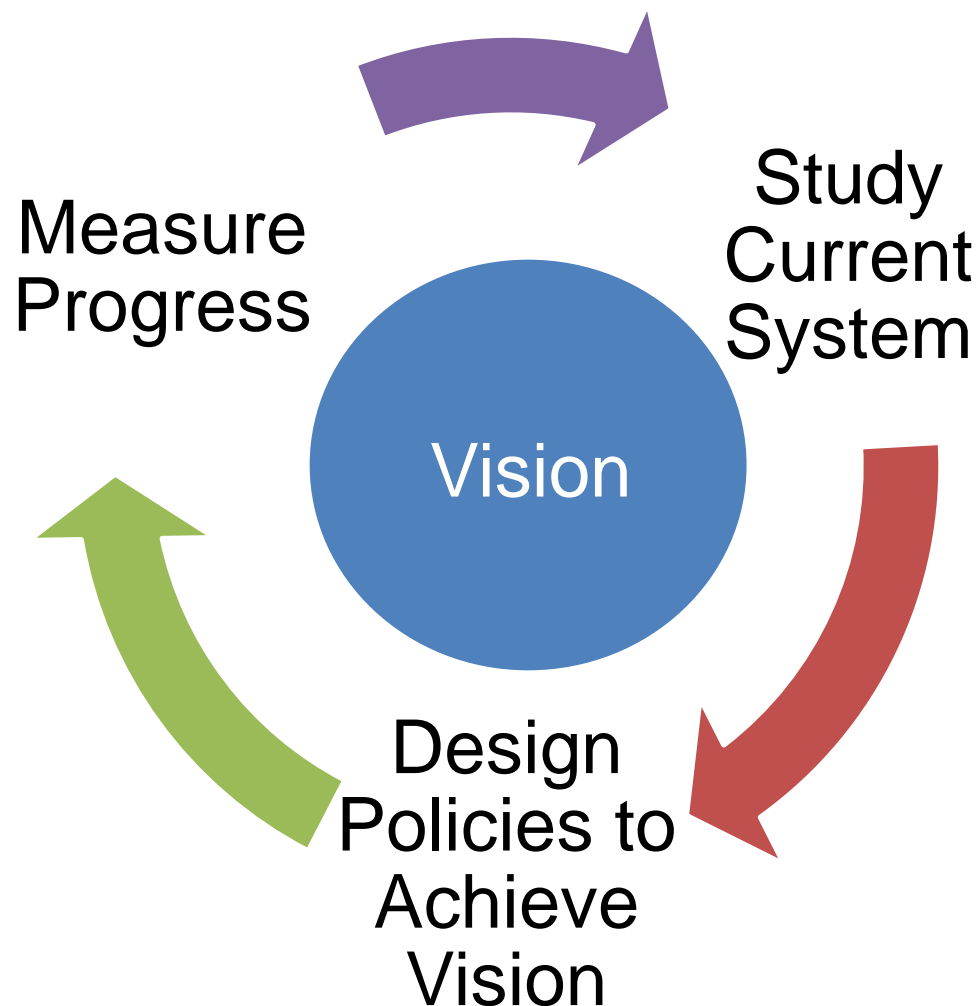 Measure
Progress
Study
Current
System
Vision
Design
Policies to
Achieve
Vision